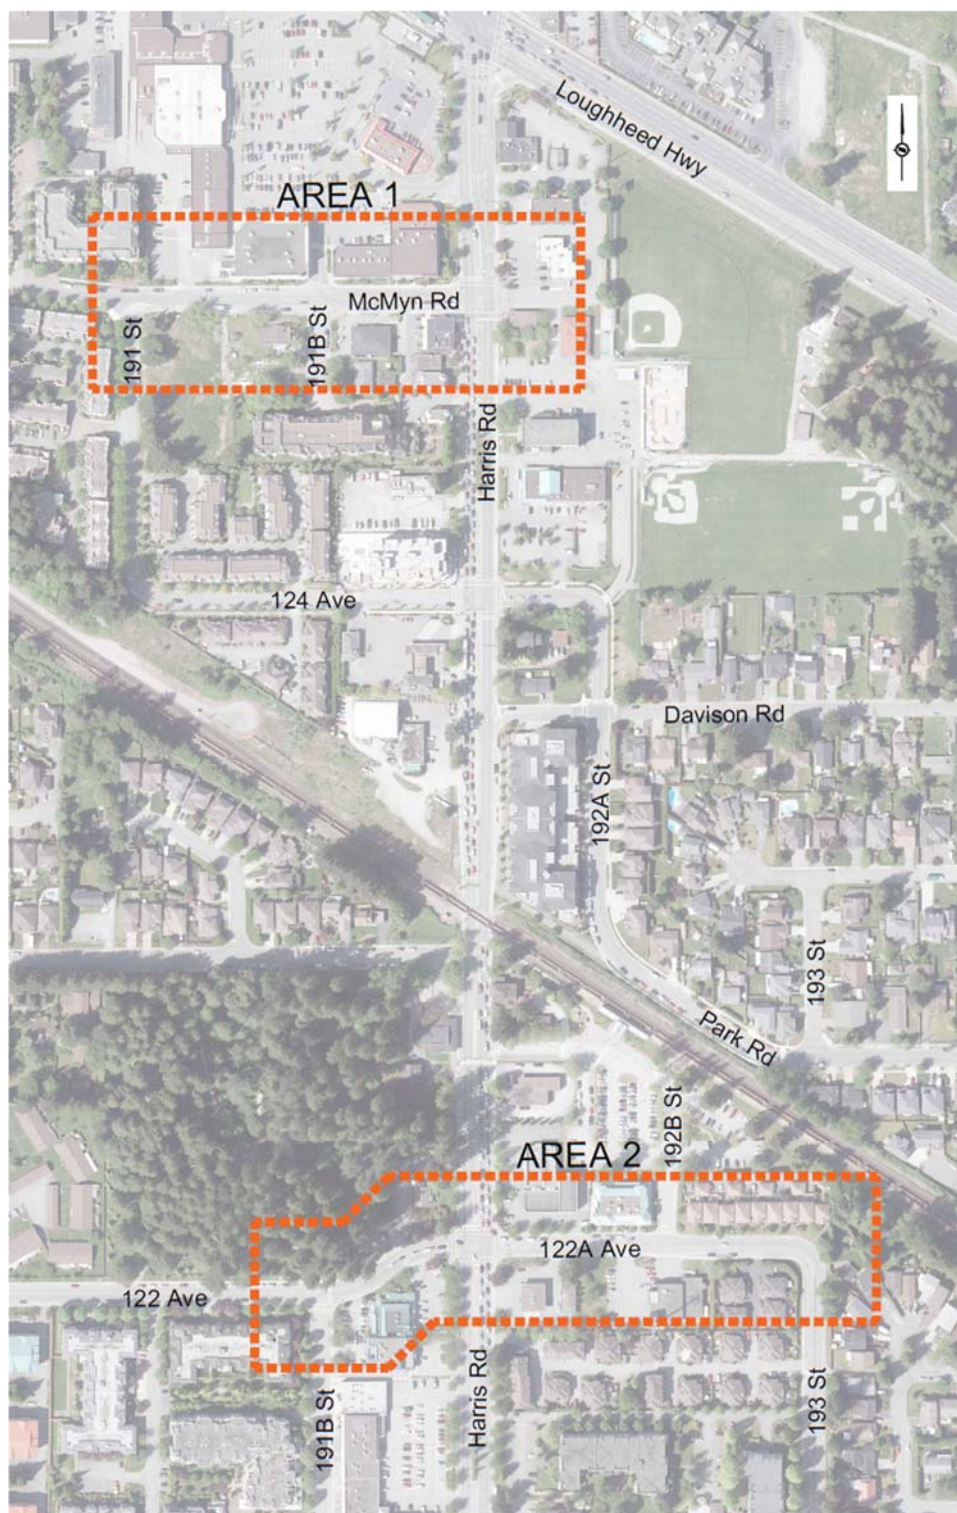 Loughheed Hwy
AREA 1
McMyn Rd
191 St
191B St
Harris Rd
124 Ave
Davison Rd
192A St
193 St
Park Rd
192B St
AREA 2
122A Ave
122 Ave
191B St
Harris Rd
193 St